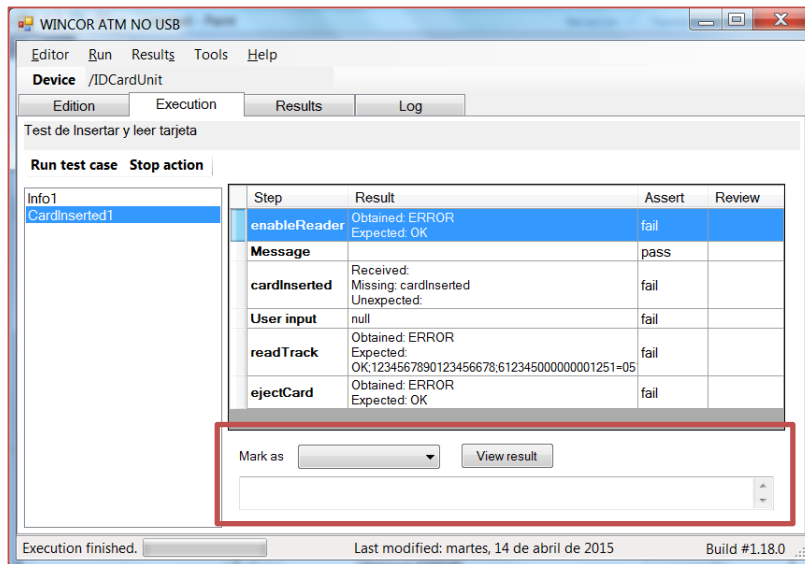 WINCOR ATM NO USB
Editor Run Results Tools Help
Device /IDCardUnit
Edition Execution Results Log
Test de Insertar y leer tarjeta
Run test case Stop action
Info1
CardInserted1
Step Result Assert Review
enableReader Obtained: ERROR
Expected: OK fail
Message pass
cardInserted Received:
Missing: cardInserted
Unexpected: fail
User input null fail
readTrack Obtained: ERROR
Expected:
OK;1234567890123456678;612345000000001251=05 fail
ejectCard Obtained: ERROR
Expected: OK fail
Mark as View result
Execution finished. Last modified: martes, 14 de abril de 2015 Build #1.18.0